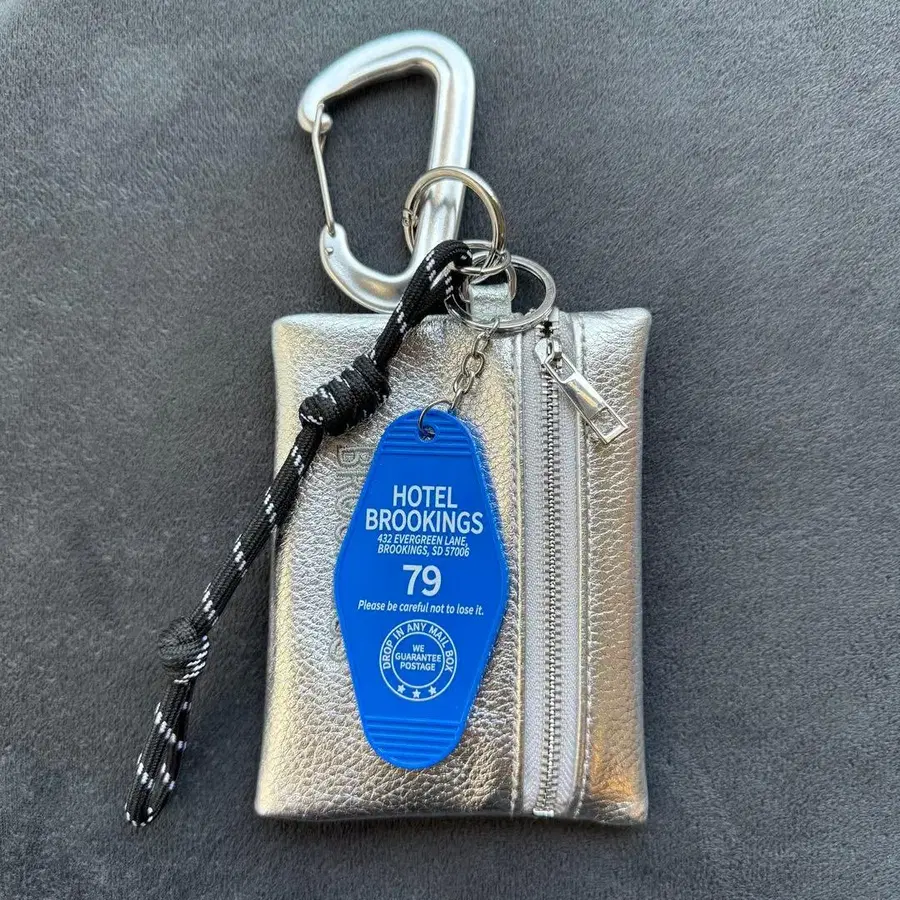 HOTEL
BROOKINGS
432 EVERGREEN LANE,
BROOKINGS, SD 57006
79
Please be careful not to lose it.
DROP IN ANY MAIL BOX
WE
GUARANTEE
POSTAGE